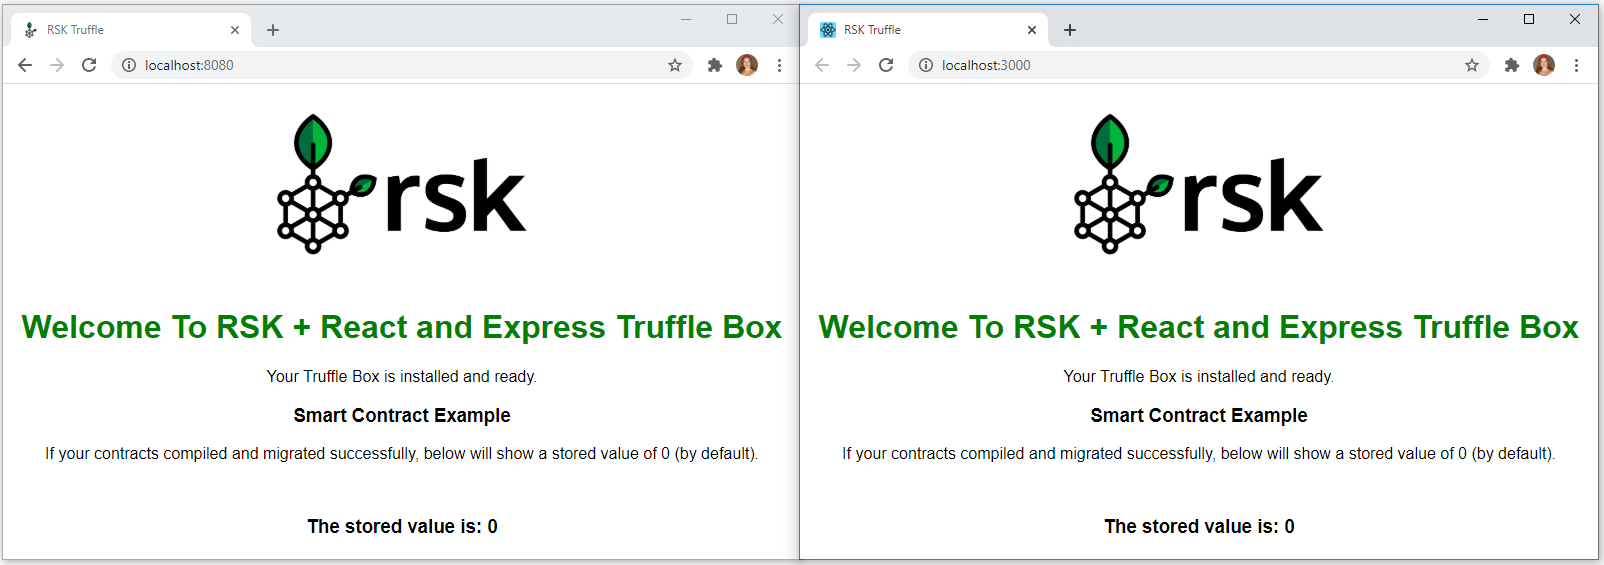 RSK Truffle
localhost:8080
rsk
Welcome To RSK + React and Express Truffle Box
Your Truffle Box is installed and ready.
Smart Contract Example
If your contracts compiled and migrated successfully, below will show a stored value of 0 (by default).
The stored value is: 0
RSK Truffle
localhost:3000
rsk
Welcome To RSK + React and Express Truffle Box
Your Truffle Box is installed and ready.
Smart Contract Example
If your contracts compiled and migrated successfully, below will show a stored value of 0 (by default).
The stored value is: 0